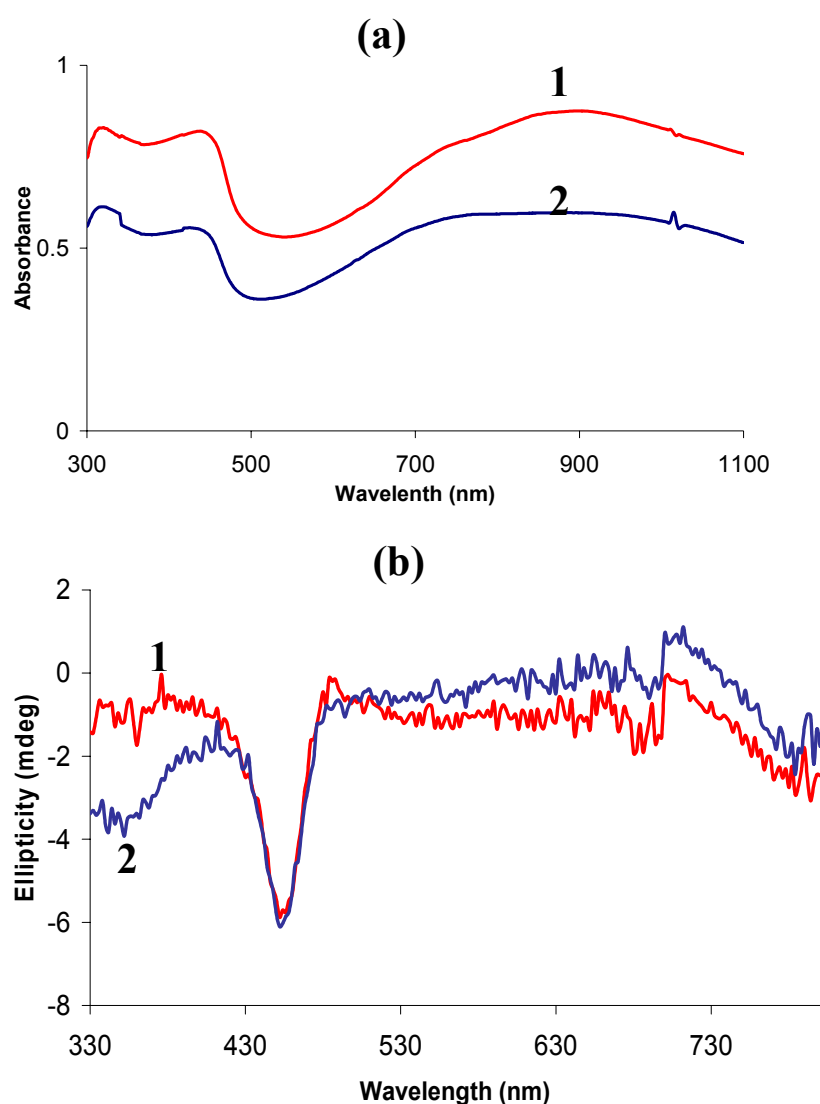 (a)
1
1
2
0.5
0
300 500 700 900 1100
Absorbance
Wavelenth (nm)
(b)
2
1
0
-2
2
-4
-6
-8
330 430 530 630 730
Ellipticity (mdeg)
Wavelength (nm)